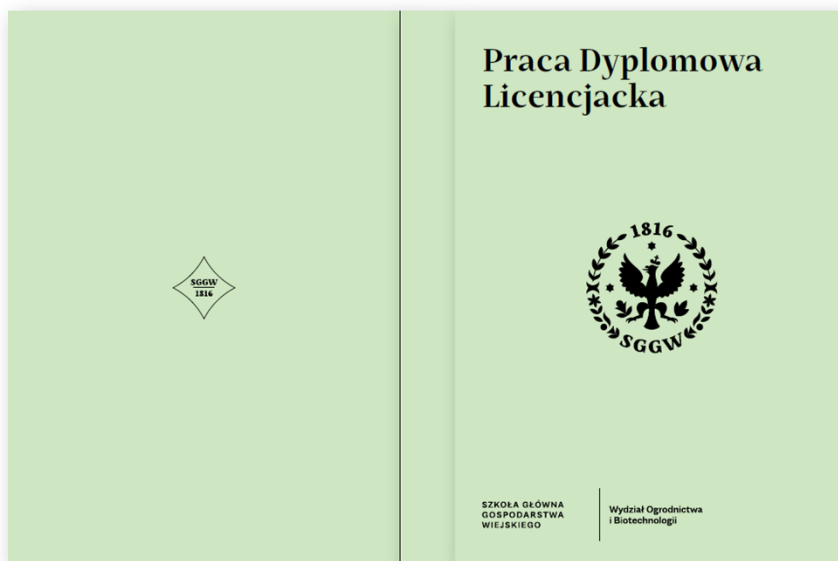 SGGW
1816
Praca Dyplomowa
Licencjacka
1816
SGGW
SZKOŁA GŁÓWNA
GOSPODARSTWA
WIEJSKIEGO
Wydział Ogrodnictwa
i Biotechnologii